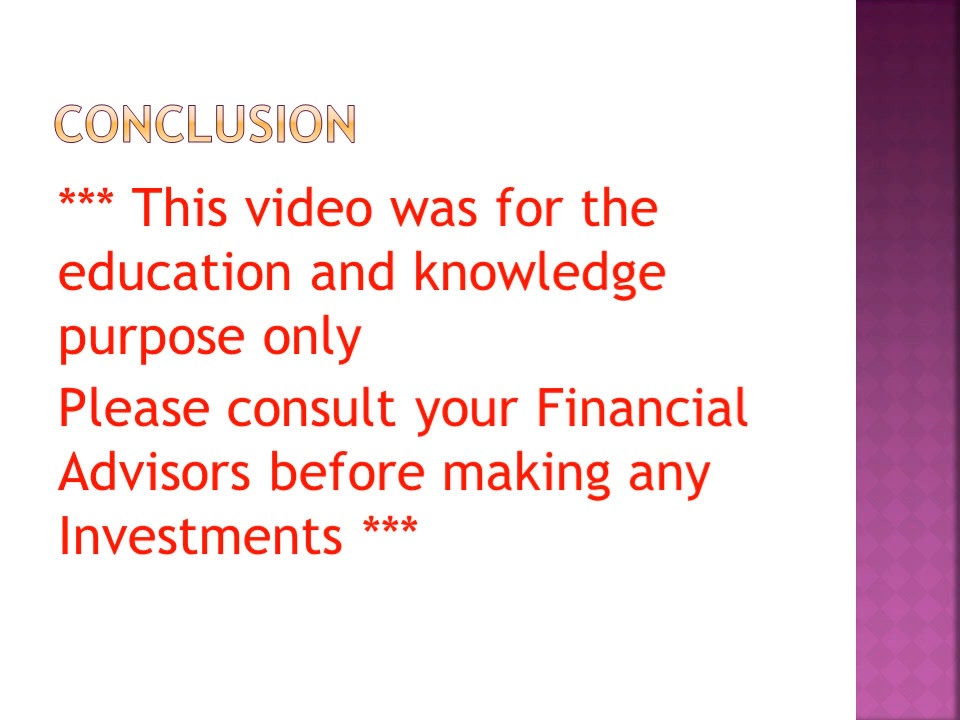 CONCLUSION
*** This video was for the
education and knowledge
purpose only
Please consult your Financial
Advisors before making any
Investments ***